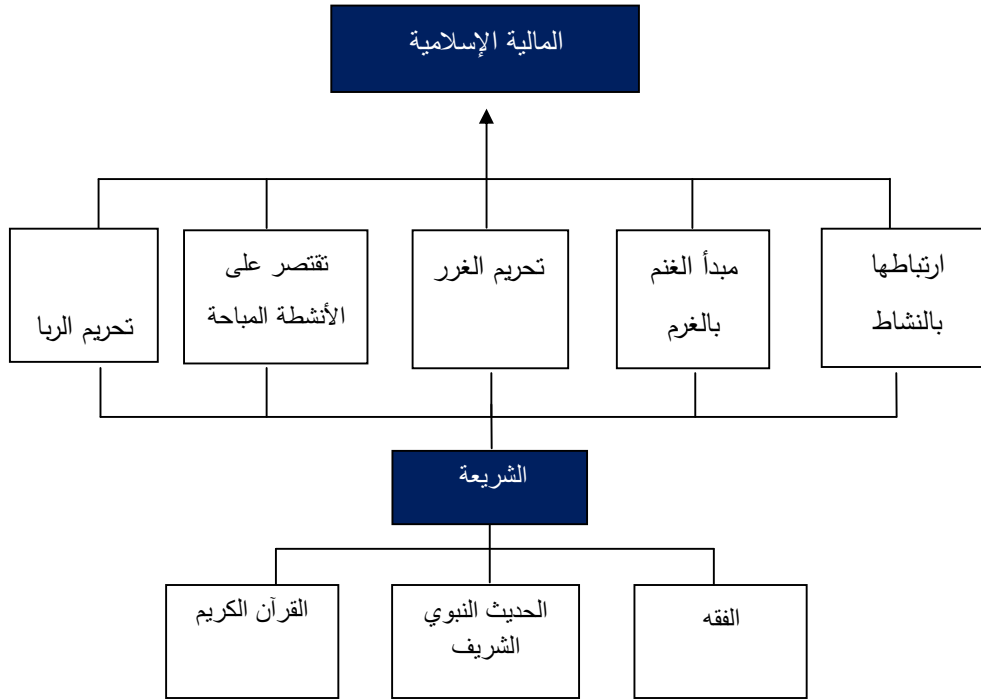 المالية الإسلامية
ارتباطها
بالنشاط
مبدأ الغنم
بالغرم
تحريم الغرر
تقتصر على
الأنشطة المباحة
تحريم الربا
الشريعة
الفقه
الحديث النبوي
الشريف
القرآن الكريم